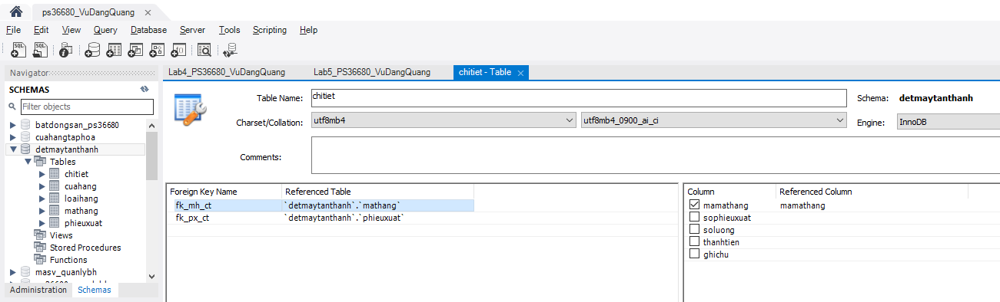 ps36680_VuDangQuang
File Edit View Query Database Server Tools Scripting Help
Navigator
SCHEMAS
Filter objects
batdongsan_ps36680
cuahangtaphoa
detmaytanthanh
Tables
chitiet
cuahang
loaihang
mathang
phieuxuat
Views
Stored Procedures
Functions
masv_quanlybh
Administration Schemas
Lab4_PS36680_VuDangQuang Lab5_PS36680_VuDangQuang chitiet - Table
Table Name: chitiet Schema: detmaytanthanh
Charset/Collation: utf8mb4 utf8mb4_0900_ai_ci Engine: InnoDB
Comments:
Foreign Key Name Referenced Table
fk_mh_ct `detmaytanthanh`.`mathang`
fk_px_ct `detmaytanthanh`.`phieuxuat`
Column Referenced Column
mamathang mamathang
sophieuxuat
soluong
thanhtien
ghichu